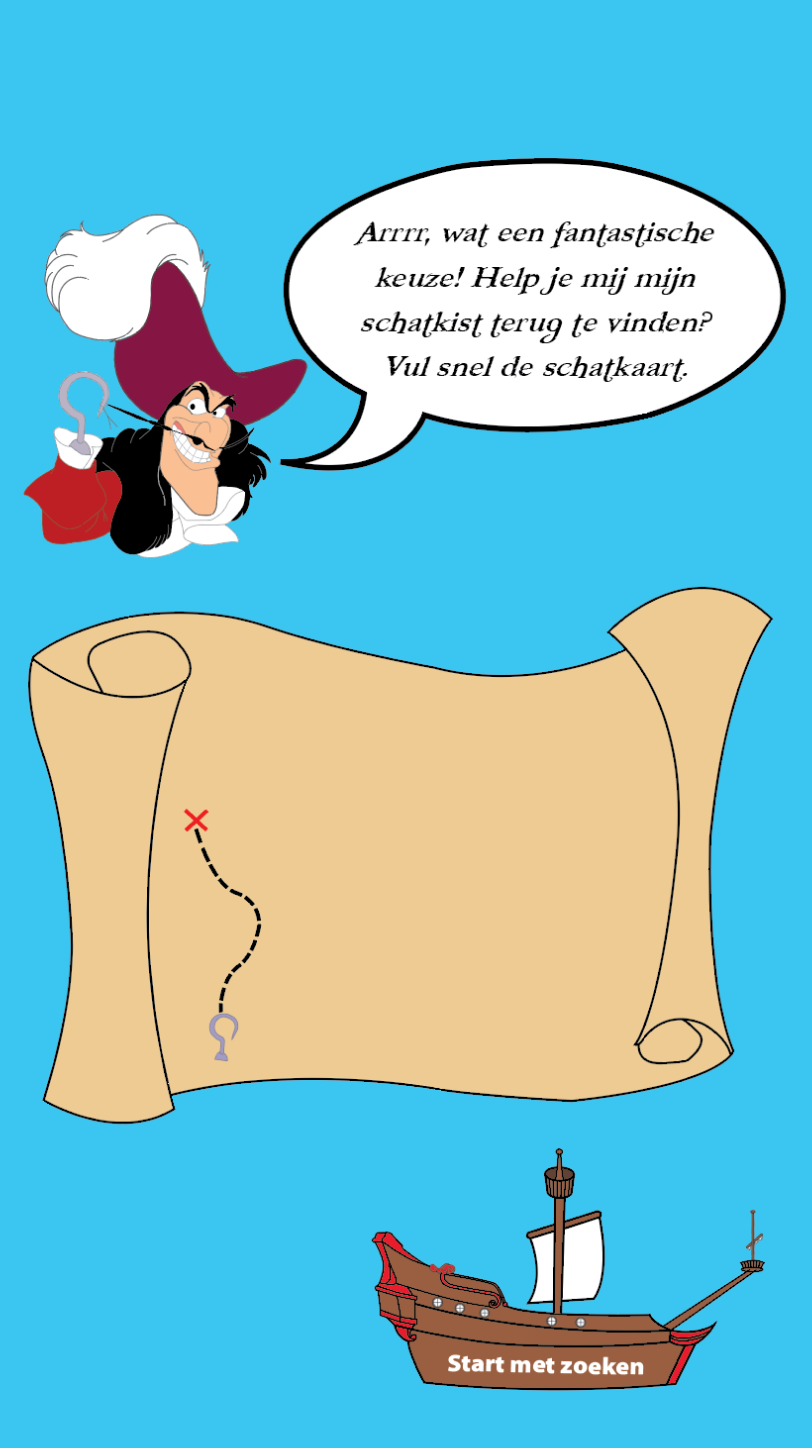 Arrrr, wat een fantastische
keuze! Help je mij mijn
schatkist terug te vinden?
Vul snel de schatkaart.
Start met zoeken